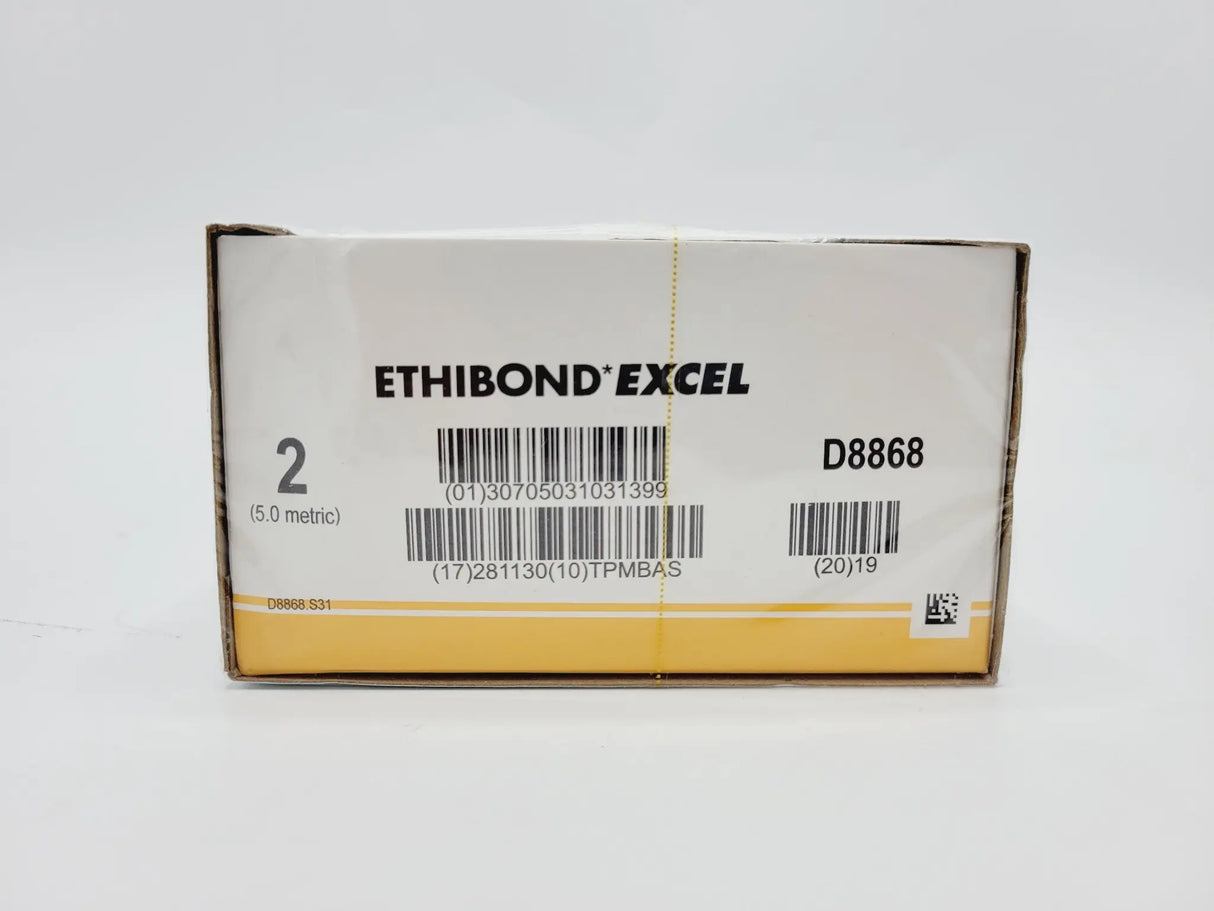 ETHIBOND*EXCEL
2
(5.0 metric)
(01)30705031031399
(17)281130(10)TPMBAS
D8868
(20)19
D8868.S31